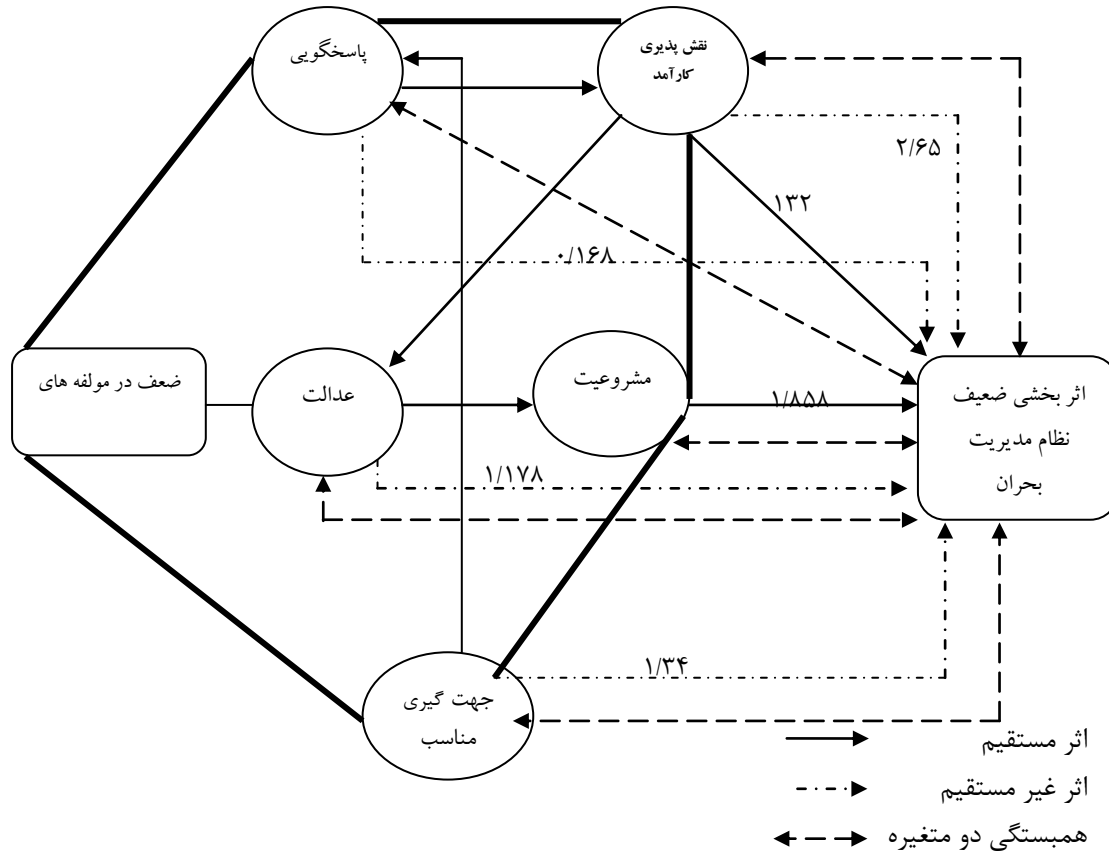 پاسخگویی
نقش پذیری
کارآمد
۲/۶۵
۱۳۲
۰/۱۶۸
ضعف در مولفه های
عدالت
مشروعیت
۱/۸۵۸
اثر بخشی ضعیف
نظام مدیریت
بحران
۱/۱۷۸
۱/۳۴
جهت گیری
مناسب
اثر مستقیم
اثر غیر مستقیم
همبستگی دو متغیره